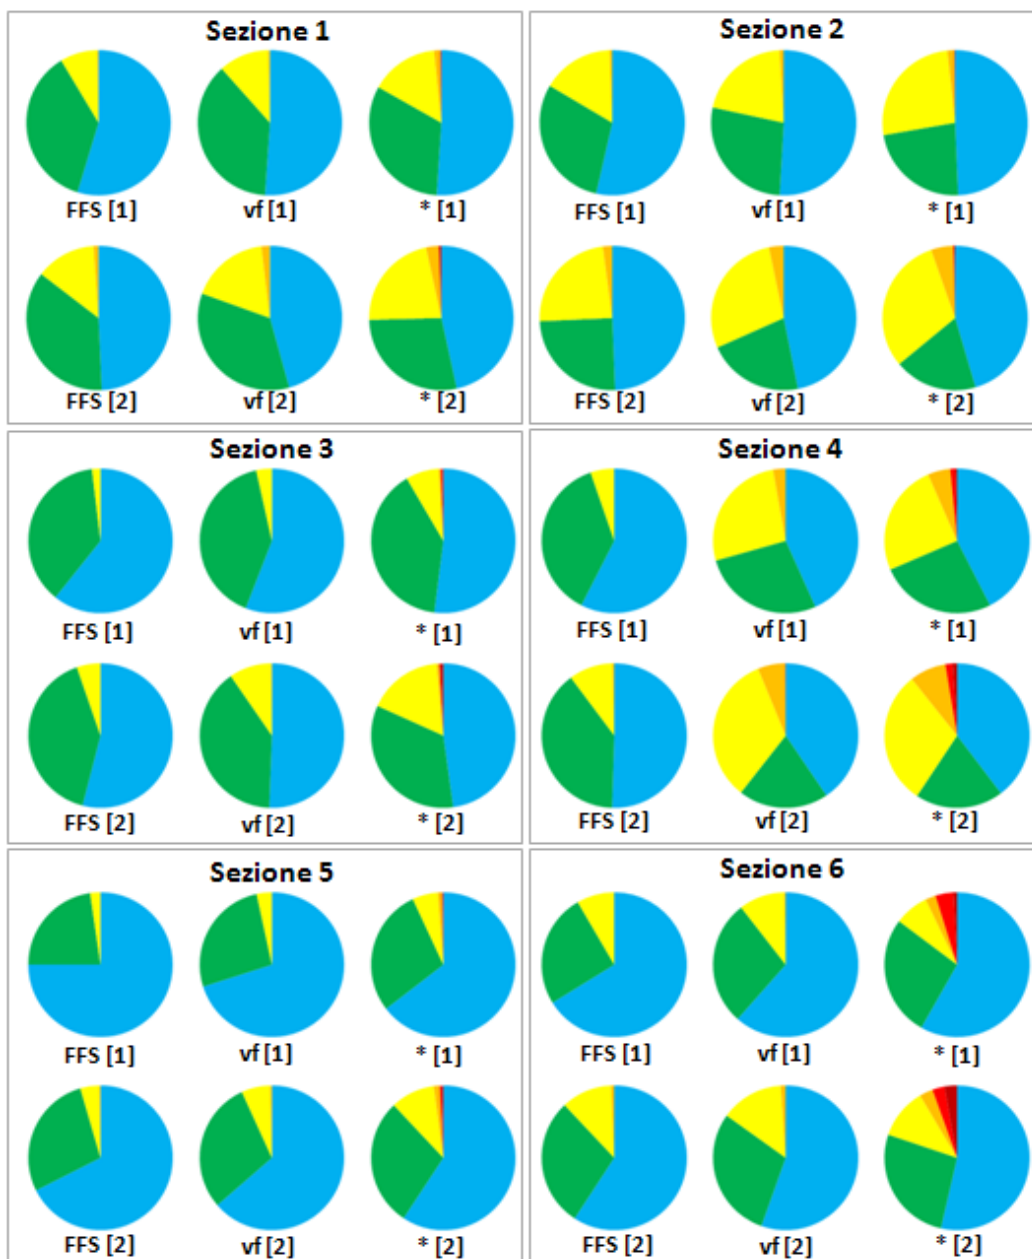 Sezione 1
FFS [1] vf [1] * [1]
FFS [2] vf [2] * [2]
Sezione 2
FFS [1] vf [1] * [1]
FFS [2] vf [2] * [2]
Sezione 3
FFS [1] vf [1] * [1]
FFS [2] vf [2] * [2]
Sezione 4
FFS [1] vf [1] * [1]
FFS [2] vf [2] * [2]
Sezione 5
FFS [1] vf [1] * [1]
FFS [2] vf [2] * [2]
Sezione 6
FFS [1] vf [1] * [1]
FFS [2] vf [2] * [2]